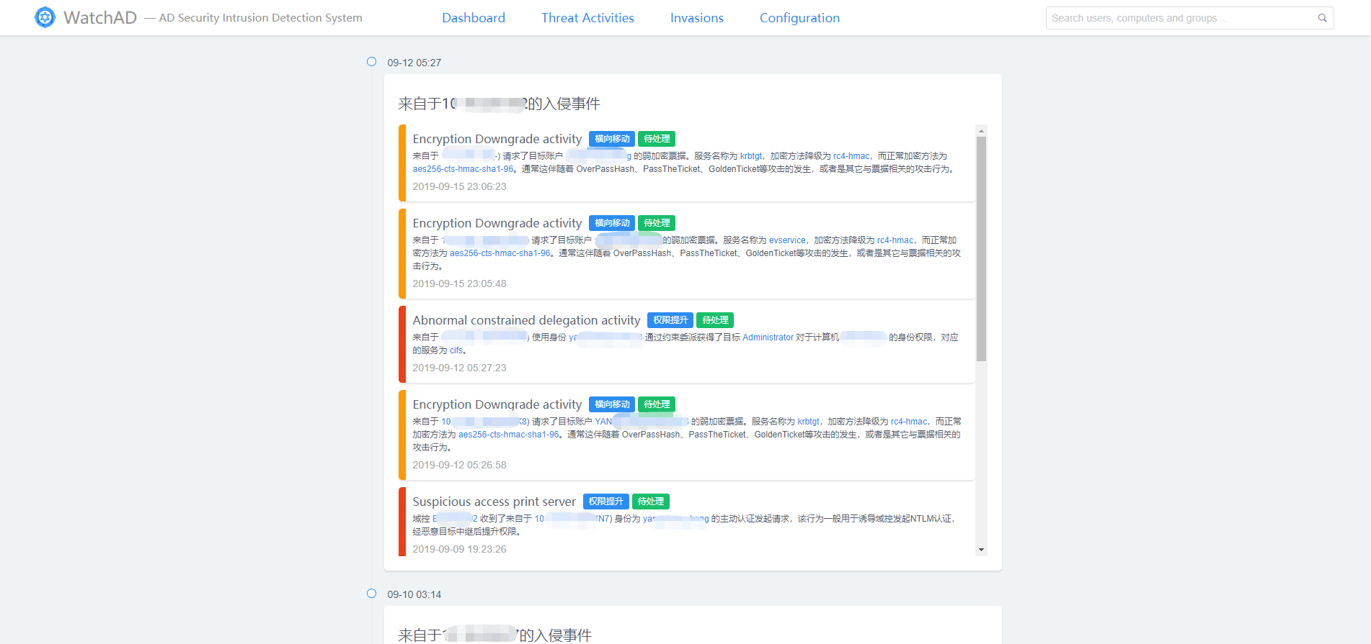 WatchAD — AD Security Intrusion Detection System Dashboard Threat Activities Invasions Configuration Search users, computers and groups ...
09-12 05:27
来自于10 2的入侵事件
Encryption Downgrade activity 横向移动 待处理
来自于 -) 请求了目标账户 g 的弱加密票据。服务名称为 krbtgt，加密方法降级为 rc4-hmac，而正常加密方法为
aes256-cts-hmac-sha1-96。通常这伴随着 OverPassHash、PassTheTicket、GoldenTicket等攻击的发生，或者是其它与票据相关的攻击行为。
2019-09-15 23:06:23
Encryption Downgrade activity 横向移动 待处理
来自于 ) 请求了目标账户 的弱加密票据。服务名称为 evservice，加密方法降级为 rc4-hmac，而正常加
密方法为 aes256-cts-hmac-sha1-96。通常这伴随着 OverPassHash、PassTheTicket、GoldenTicket等攻击的发生，或者是其它与票据相关的攻
击行为。
2019-09-15 23:05:48
Abnormal constrained delegation activity 权限提升 待处理
来自于 ) 使用身份 ya 通过约束委派获得了目标 Administrator 对于计算机 的身份权限，对应
的服务为 cifs。
2019-09-12 05:27:23
Encryption Downgrade activity 横向移动 待处理
来自于 10 K8) 请求了目标账户 YAN 的弱加密票据。服务名称为 krbtgt，加密方法降级为 rc4-hmac，而正常
加密方法为 aes256-cts-hmac-sha1-96。通常这伴随着 OverPassHash、PassTheTicket、GoldenTicket等攻击的发生，或者是其它与票据相关的
攻击行为。
2019-09-12 05:26:58
Suspicious access print server 权限提升 待处理
域控 2 收到了来自于 10 N7) 身份为 ya 的主动认证发起请求，该行为一般用于诱导域控发起NTLM认证，
经恶意目标中继后提升权限。
2019-09-09 19:23:26
09-10 03:14
来自于 的入侵事件